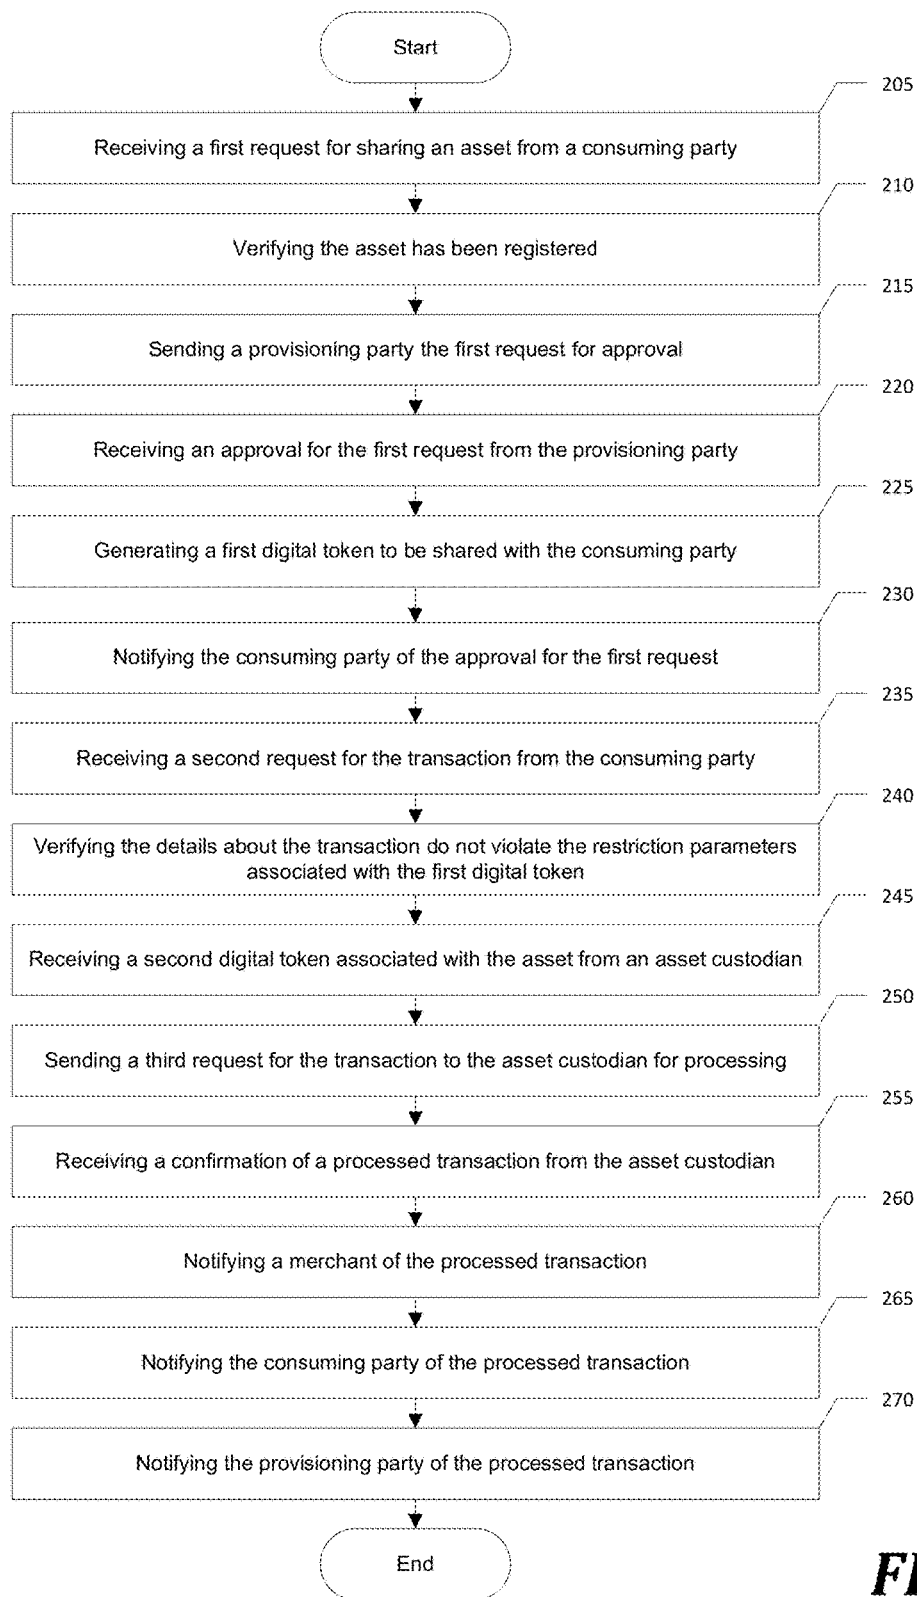 Start
205
Receiving a first request for sharing an asset from a consuming party
210
Verifying the asset has been registered
215
Sending a provisioning party the first request for approval
220
Receiving an approval for the first request from the provisioning party
225
Generating a first digital token to be shared with the consuming party
230
Notifying the consuming party of the approval for the first request
235
Receiving a second request for the transaction from the consuming party
240
Verifying the details about the transaction do not violate the restriction parameters
associated with the first digital token
245
Receiving a second digital token associated with the asset from an asset custodian
250
Sending a third request for the transaction to the asset custodian for processing
255
Receiving a confirmation of a processed transaction from the asset custodian
260
Notifying a merchant of the processed transaction
265
Notifying the consuming party of the processed transaction
270
Notifying the provisioning party of the processed transaction
End